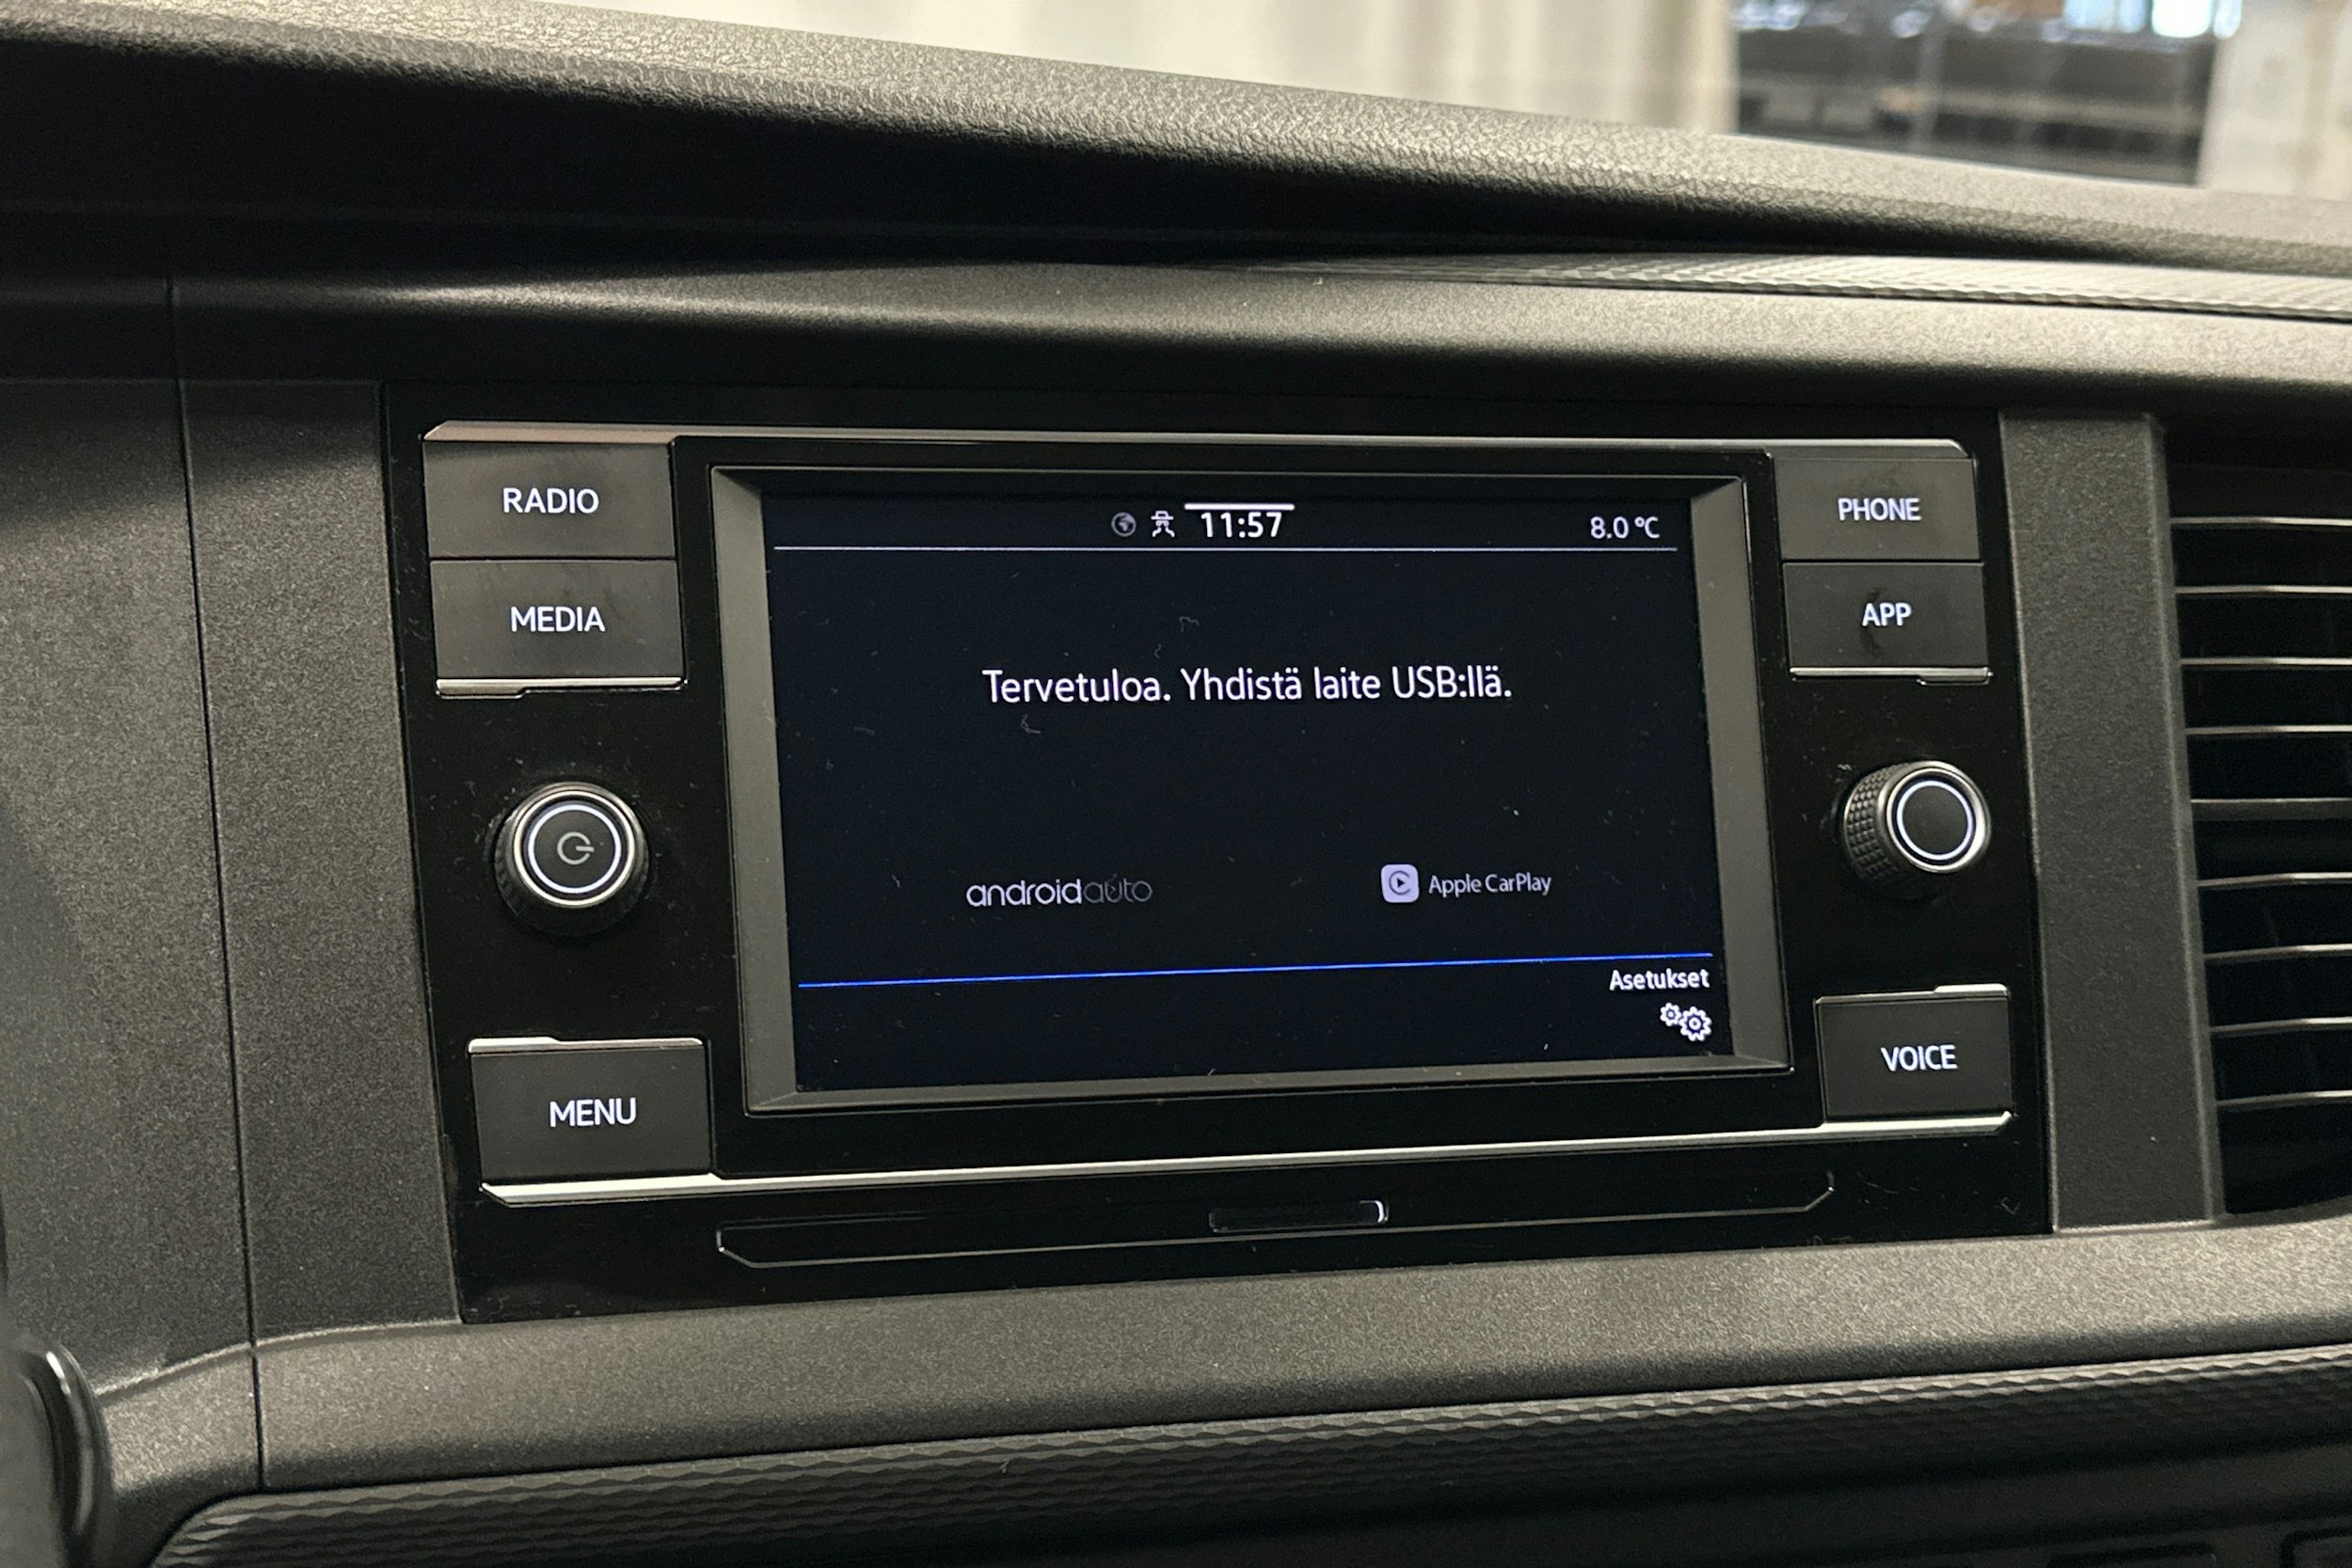 RADIO
MEDIA
MENU
11:57
8.0 °C
Tervetuloa. Yhdistä laite USB:llä.
androidauto
Apple CarPlay
Asetukset
PHONE
APP
VOICE